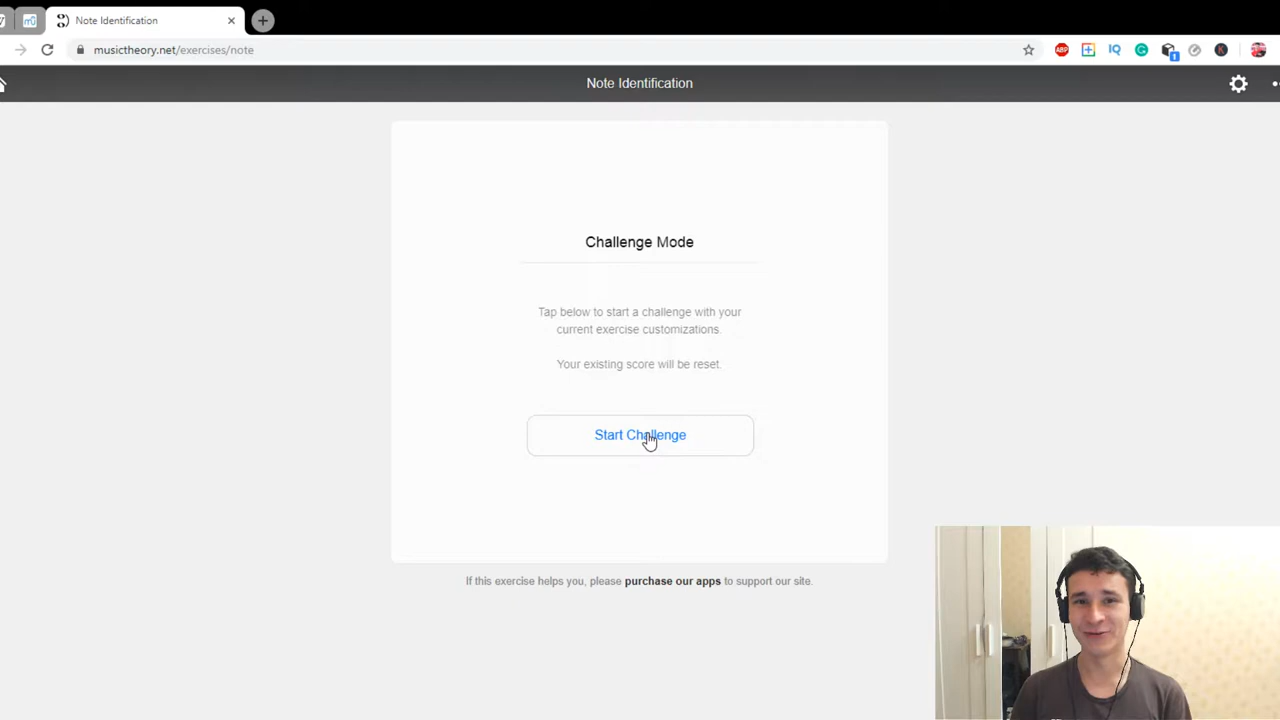 Note Identification
musictheory.net/exercises/note
ABP
IQ
Note Identification
Challenge Mode
Tap below to start a challenge with your
current exercise customizations.
Your existing score will be reset.
Start Challenge
If this exercise helps you, please purchase our apps to support our site.